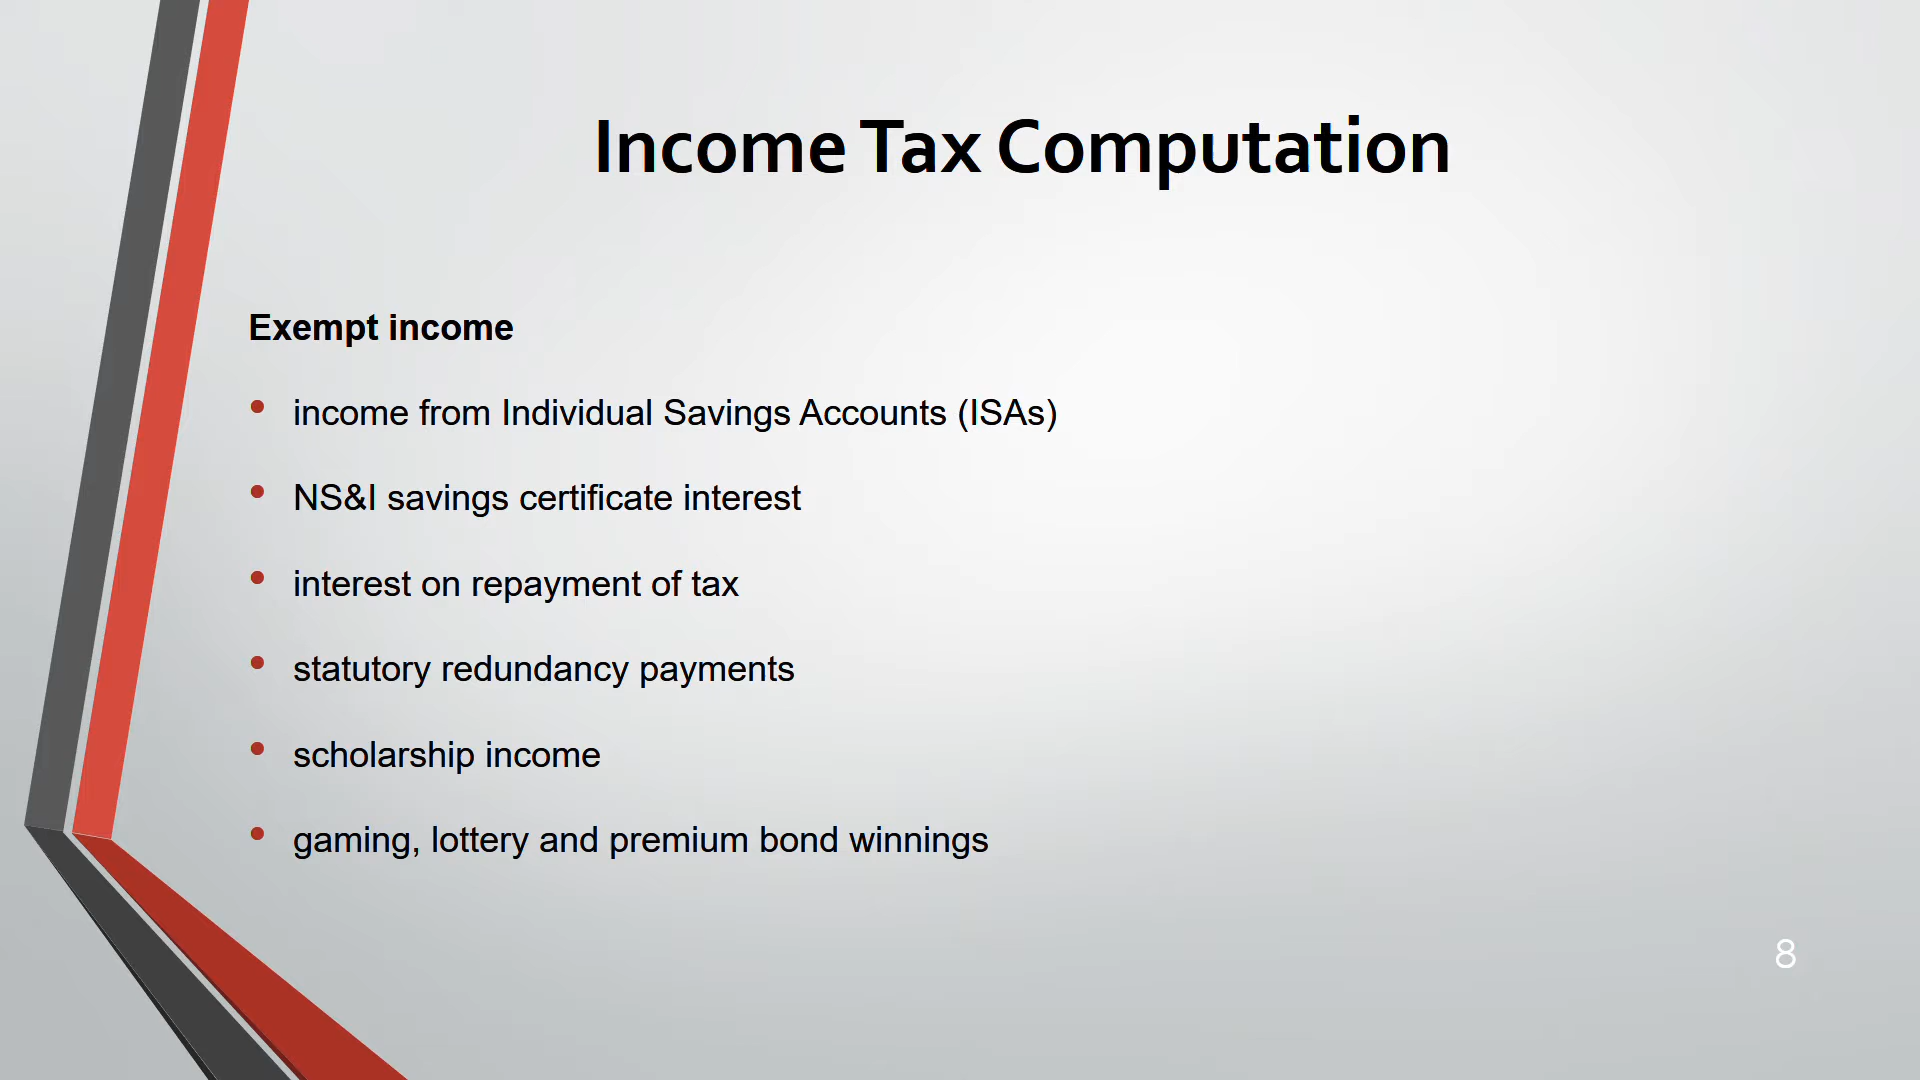 Income Tax Computation
Exempt income
• income from Individual Savings Accounts (ISAs)
• NS&I savings certificate interest
• interest on repayment of tax
• statutory redundancy payments
• scholarship income
• gaming, lottery and premium bond winnings
8